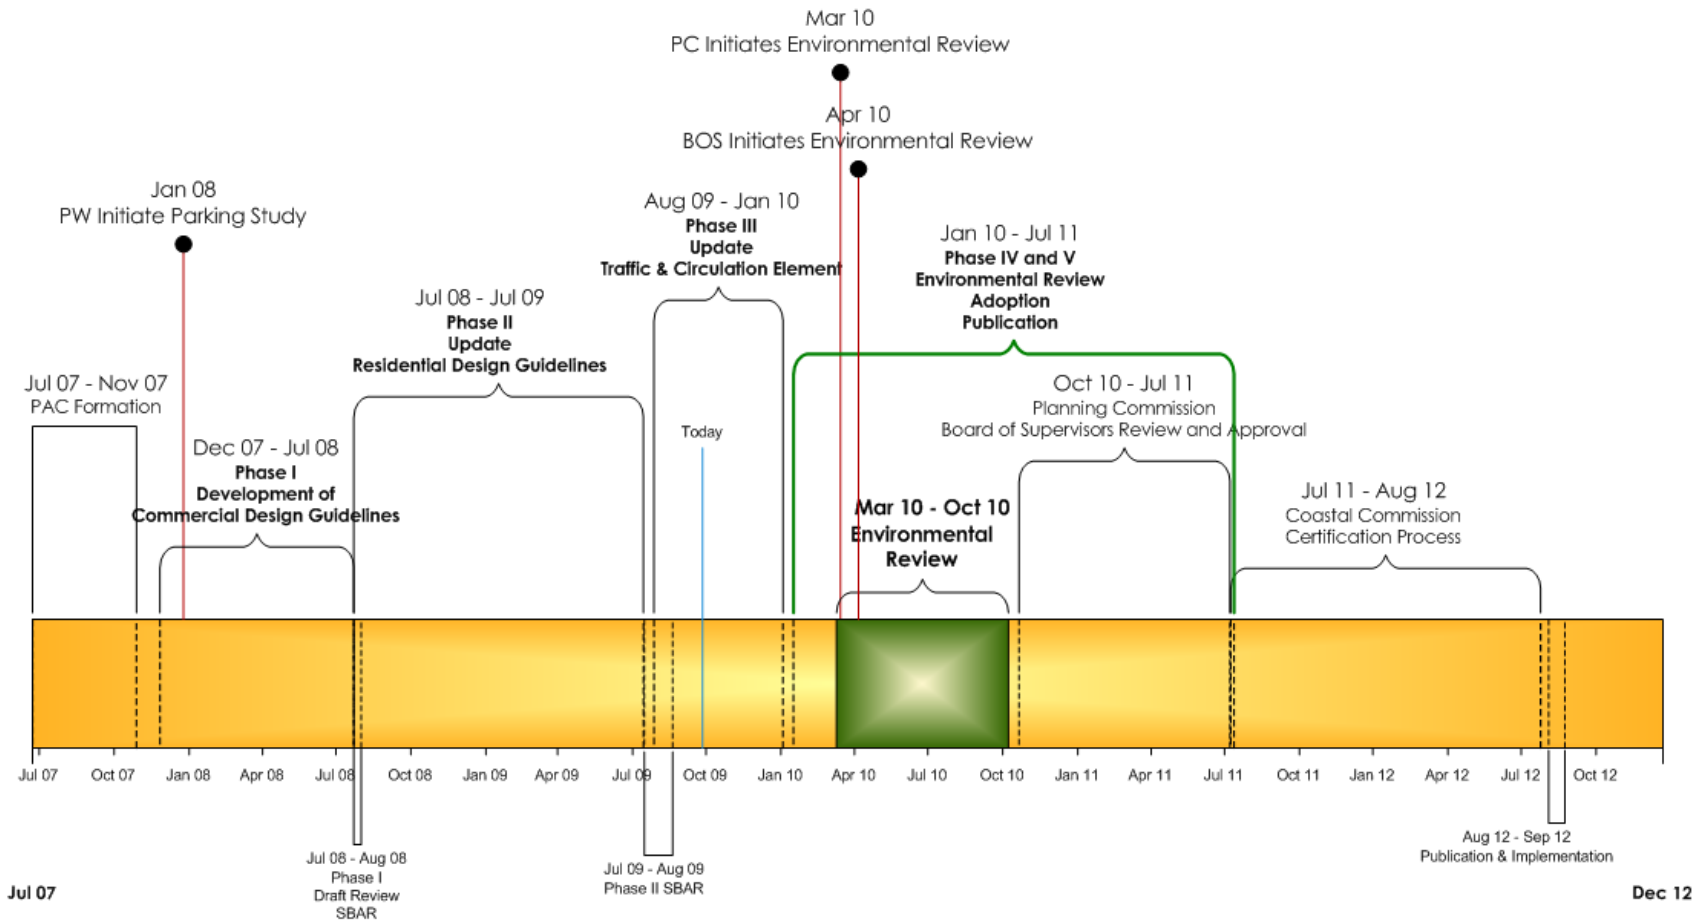 Mar 10
PC Initiates Environmental Review
Apr 10
BOS Initiates Environmental Review
Jan 08
PW Initiate Parking Study
Aug 09 - Jan 10
Phase III
Update
Traffic & Circulation Element
Jan 10 - Jul 11
Phase IV and V
Environmental Review
Adoption
Publication
Jul 08 - Jul 09
Phase II
Update
Residential Design Guidelines
Jul 07 - Nov 07
PAC Formation
Oct 10 - Jul 11
Planning Commission
Board of Supervisors Review and Approval
Today
Dec 07 - Jul 08
Phase I
Development of
Commercial Design Guidelines
Mar 10 - Oct 10
Environmental
Review
Jul 11 - Aug 12
Coastal Commission
Certification Process
Jul 07 Oct 07 Jan 08 Apr 08 Jul 08 Oct 08 Jan 09 Apr 09 Jul 09 Oct 09 Jan 10 Apr 10 Jul 10 Oct 10 Jan 11 Apr 11 Jul 11 Oct 11 Jan 12 Apr 12 Jul 12 Oct 12
Jul 08 - Aug 08
Phase I
Draft Review
SBAR
Jul 09 - Aug 09
Phase II SBAR
Aug 12 - Sep 12
Publication & Implementation
Jul 07
Dec 12